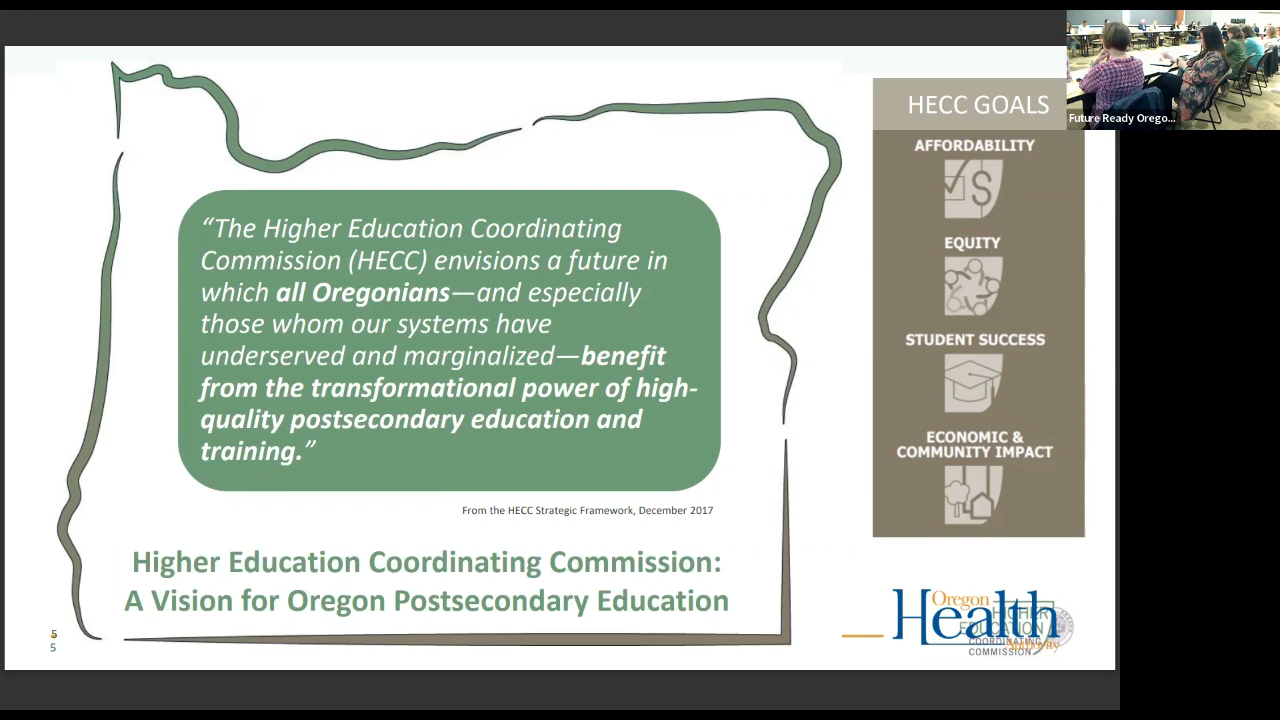 HECC GOALS
Future Ready Orego...
AFFORDABILITY
EQUITY
STUDENT SUCCESS
ECONOMIC &
COMMUNITY IMPACT
“The Higher Education Coordinating
Commission (HECC) envisions a future in
which all Oregonians—and especially
those whom our systems have
underserved and marginalized—benefit
from the transformational power of high-
quality postsecondary education and
training.”
From the HECC Strategic Framework, December 2017
Higher Education Coordinating Commission:
A Vision for Oregon Postsecondary Education
5
5
Oregon
Health
HIGHER
EDUCATION
COORDINATING
COMMISSION